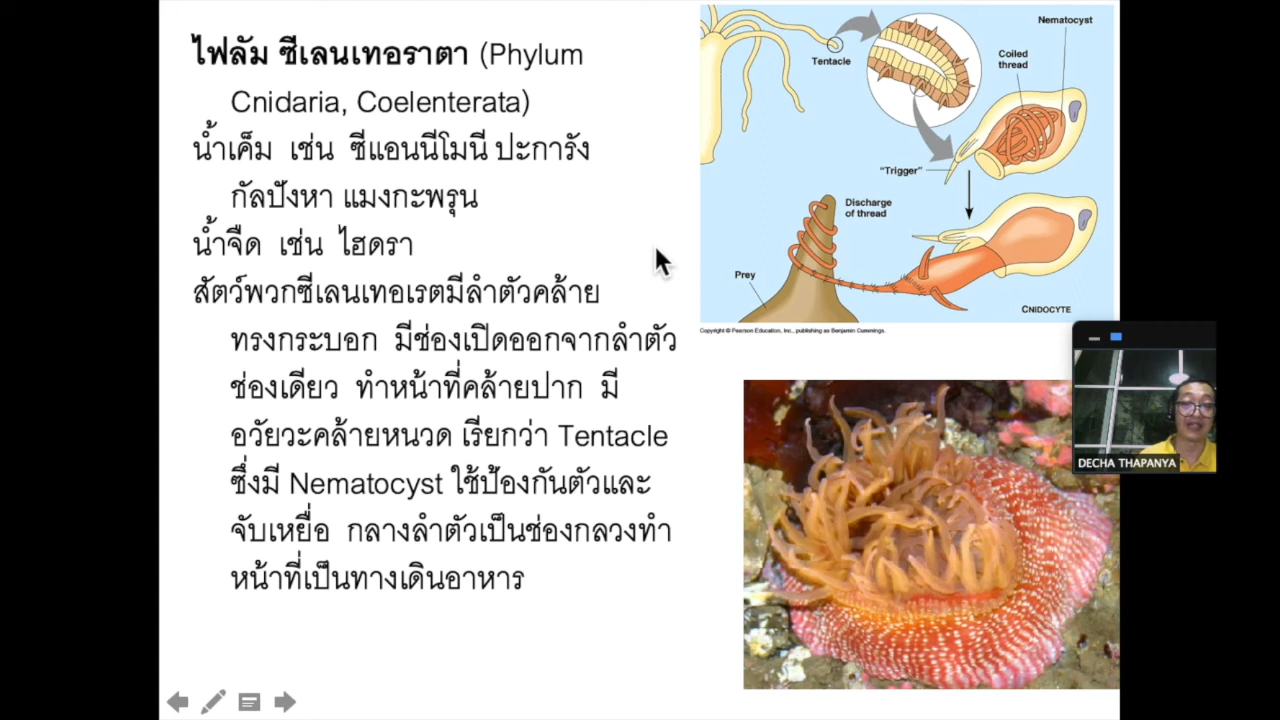 ไฟลัม ซีเลนเทอราตา (Phylum
Cnidaria, Coelenterata)
น้ำเค็ม เช่น ซีแอนนีโมนี ปะการัง
กัลปังหา แมงกะพรุน
น้ำจืด เช่น ไฮดรา
สัตว์พวกซีเลนเทอเรตมีลำตัวคล้าย
ทรงกระบอก มีช่องเปิดออกจากลำตัว
ช่องเดียว ทำหน้าที่คล้ายปาก มี
อวัยวะคล้ายหนวด เรียกว่า Tentacle
ซึ่งมี Nematocyst ใช้ป้องกันตัวและ
จับเหยื่อ กลางลำตัวเป็นช่องกลวงทำ
หน้าที่เป็นทางเดินอาหาร
Nematocyst
Coiled
thread
Tentacle
"Trigger"
Discharge
of thread
Prey
CNIDOCYTE
Copyright © Pearson Education, Inc., publishing as Benjamin Cummings.
DECHA THAPANYA